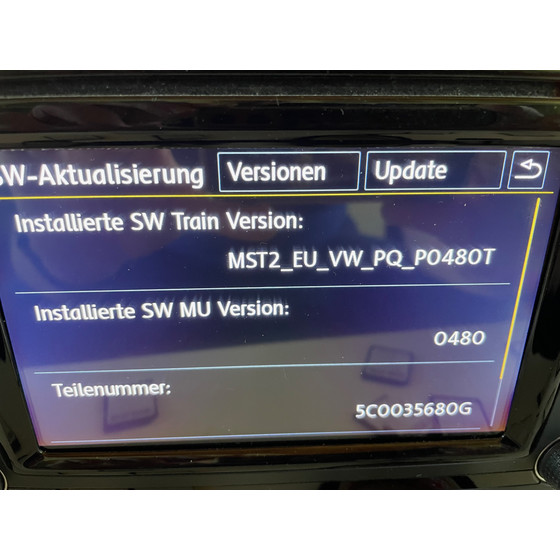 SW-Aktualisierung Versionen Update
Installierte SW Train Version:
MST2_EU_VW_PQ_P0480T
Installierte SW MU Version:
0480
Teilenummer:
5C0035680G